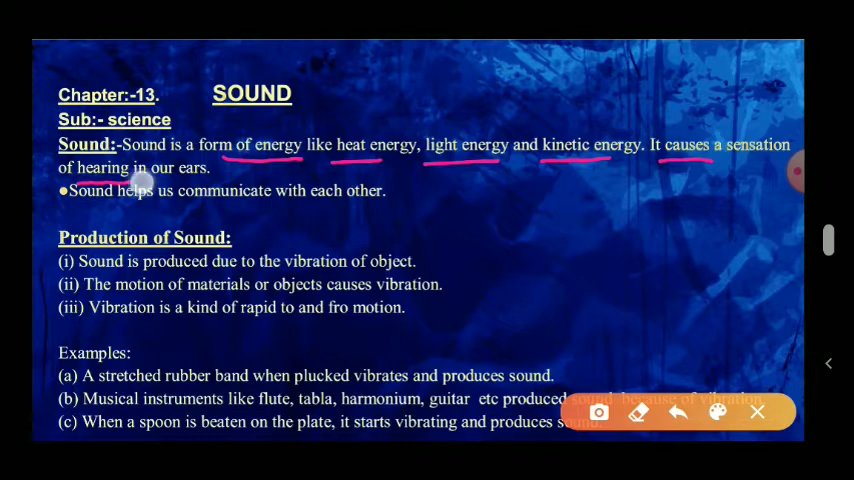 Chapter:-13. SOUND
Sub:- science
Sound:-Sound is a form of energy like heat energy, light energy and kinetic energy. It causes a sensation
of hearing in our ears.
●Sound helps us communicate with each other.
Production of Sound:
(i) Sound is produced due to the vibration of object.
(ii) The motion of materials or objects causes vibration.
(iii) Vibration is a kind of rapid to and fro motion.
Examples:
(a) A stretched rubber band when plucked vibrates and produces sound.
(b) Musical instruments like flute, tabla, harmonium, guitar etc produced sound because of vibration.
(c) When a spoon is beaten on the plate, it starts vibrating and produces sound.